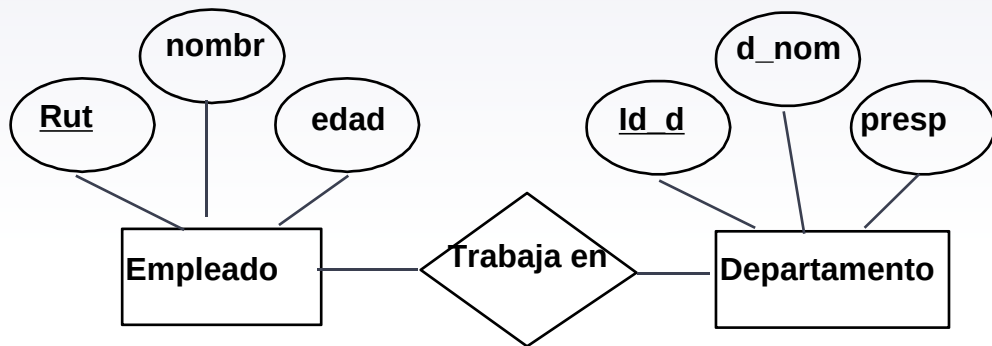 nombr
d_nom
Rut
edad
Id_d
presp
Trabaja en
Empleado
Departamento